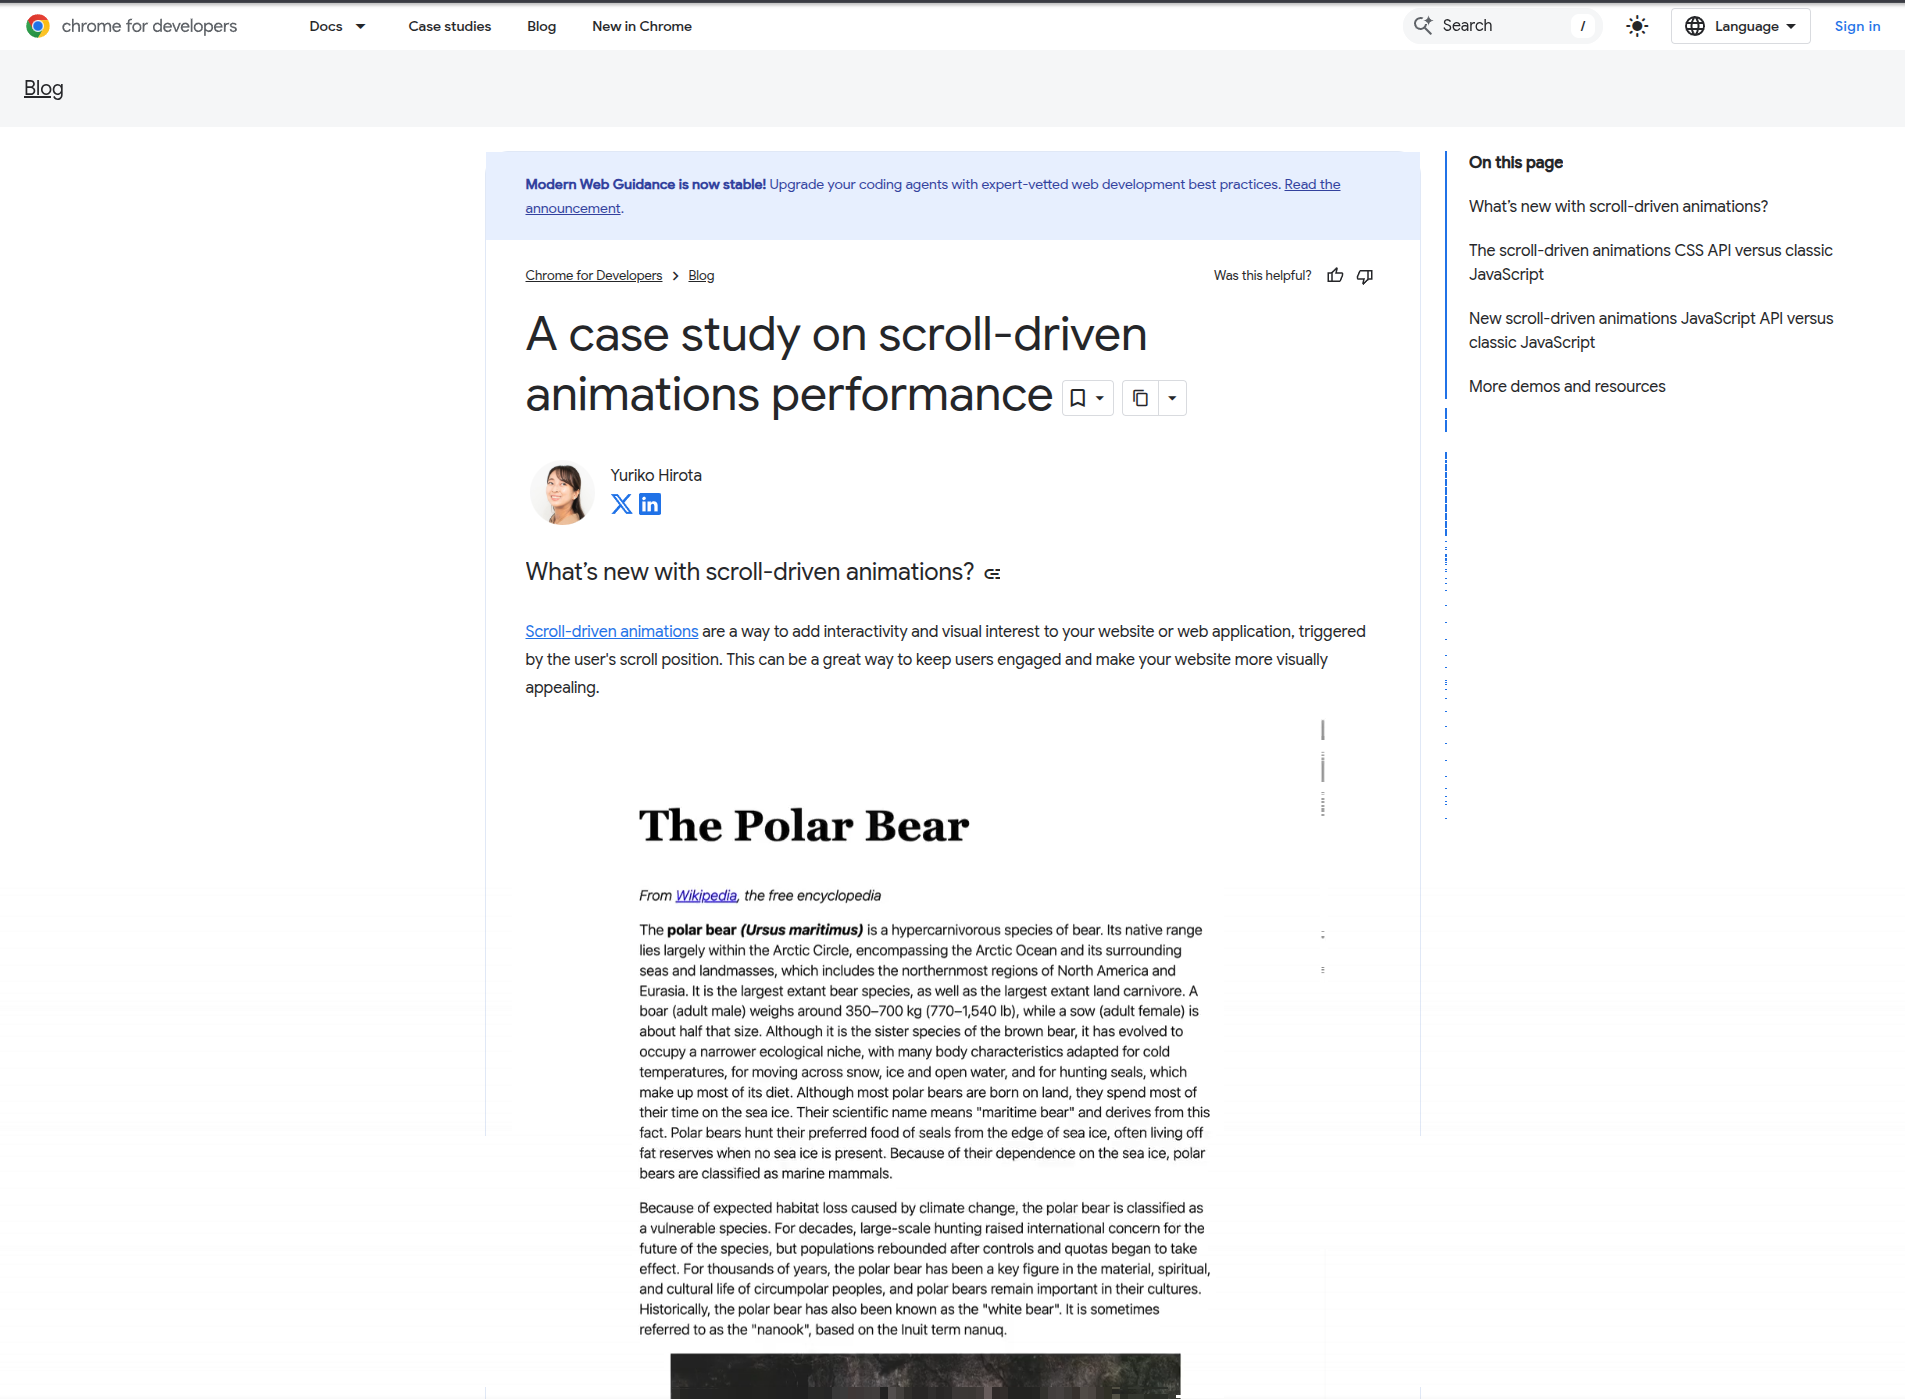 chrome for developers
Docs
Case studies
Blog
New in Chrome
Search
/
Language
Sign in
Blog
Modern Web Guidance is now stable! Upgrade your coding agents with expert-vetted web development best practices. Read the
announcement.
Chrome for Developers
Blog
Was this helpful?
A case study on scroll-driven
animations performance
Yuriko Hirota
What's new with scroll-driven animations?
Scroll-driven animations are a way to add interactivity and visual interest to your website or web application, triggered
by the user's scroll position. This can be a great way to keep users engaged and make your website more visually
appealing.
The Polar Bear
From Wikipedia, the free encyclopedia
The polar bear (Ursus maritimus) is a hypercarnivorous species of bear. Its native range
lies largely within the Arctic Circle, encompassing the Arctic Ocean and its surrounding
seas and landmasses, which includes the northernmost regions of North America and
Eurasia. It is the largest extant bear species, as well as the largest extant land carnivore. A
boar (adult male) weighs around 350–700 kg (770–1,540 lb), while a sow (adult female) is
about half that size. Although it is the sister species of the brown bear, it has evolved to
occupy a narrower ecological niche, with many body characteristics adapted for cold
temperatures, for moving across snow, ice and open water, and for hunting seals, which
make up most of its diet. Although most polar bears are born on land, they spend most of
their time on the sea ice. Their scientific name means "maritime bear" and derives from this
fact. Polar bears hunt their preferred food of seals from the edge of sea ice, often living off
fat reserves when no sea ice is present. Because of their dependence on the sea ice, polar
bears are classified as marine mammals.
Because of expected habitat loss caused by climate change, the polar bear is classified as
a vulnerable species. For decades, large-scale hunting raised international concern for the
future of the species, but populations rebounded after controls and quotas began to take
effect. For thousands of years, the polar bear has been a key figure in the material, spiritual,
and cultural life of circumpolar peoples, and polar bears remain important in their cultures.
Historically, the polar bear has also been known as the "white bear". It is sometimes
referred to as the "nanook", based on the Inuit term nanuq.
On this page
What's new with scroll-driven animations?
The scroll-driven animations CSS API versus classic
JavaScript
New scroll-driven animations JavaScript API versus
classic JavaScript
More demos and resources